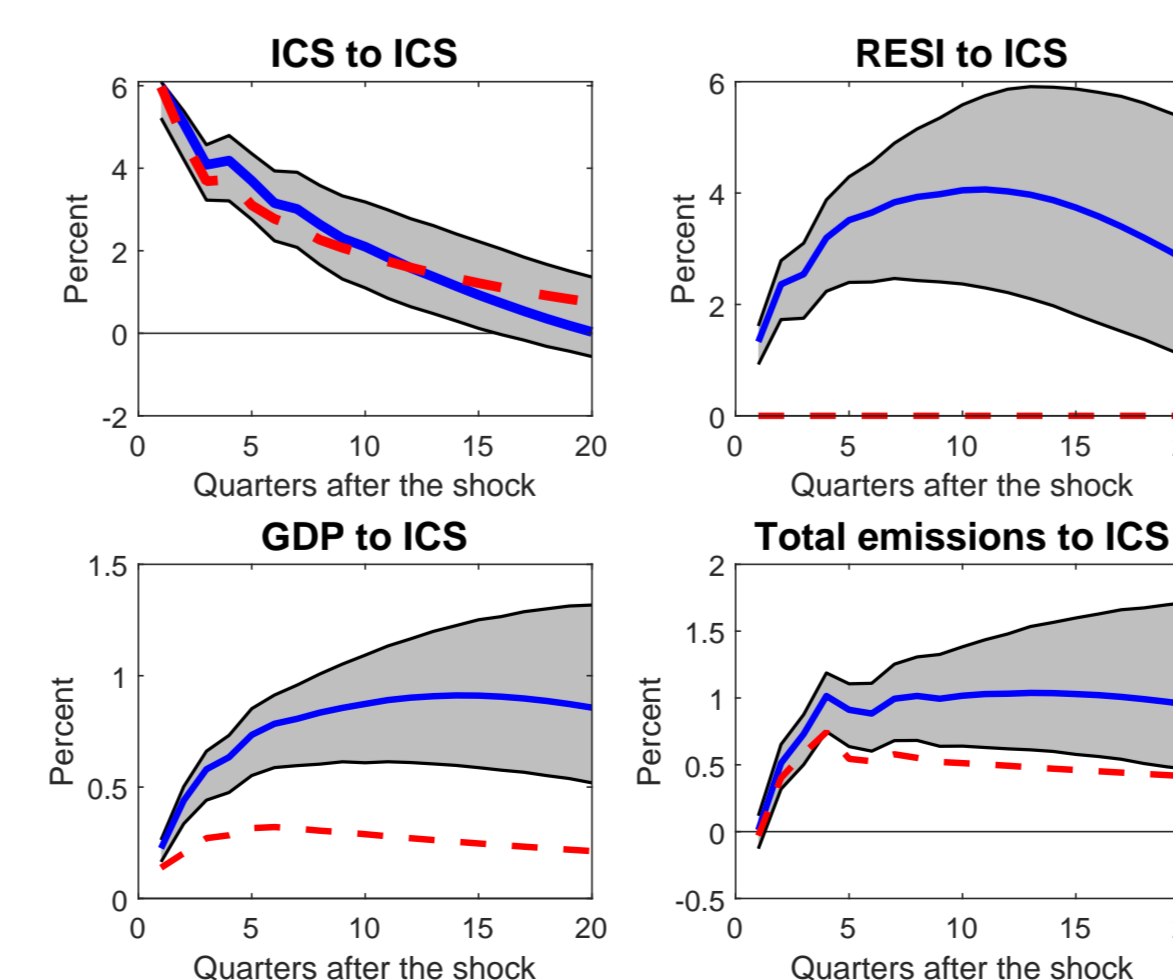 ICS to ICS
6
4
2
0
-2
Percent
0 5 10 15 20
Quarters after the shock
RESI to ICS
6
4
2
0
Percent
0 5 10 15
Quarters after the shock
GDP to ICS
1.5
1
0.5
0
Percent
0 5 10 15 20
Quarters after the shock
Total emissions to ICS
2
1.5
1
0.5
0
-0.5
Percent
0 5 10 15
Quarters after the shock